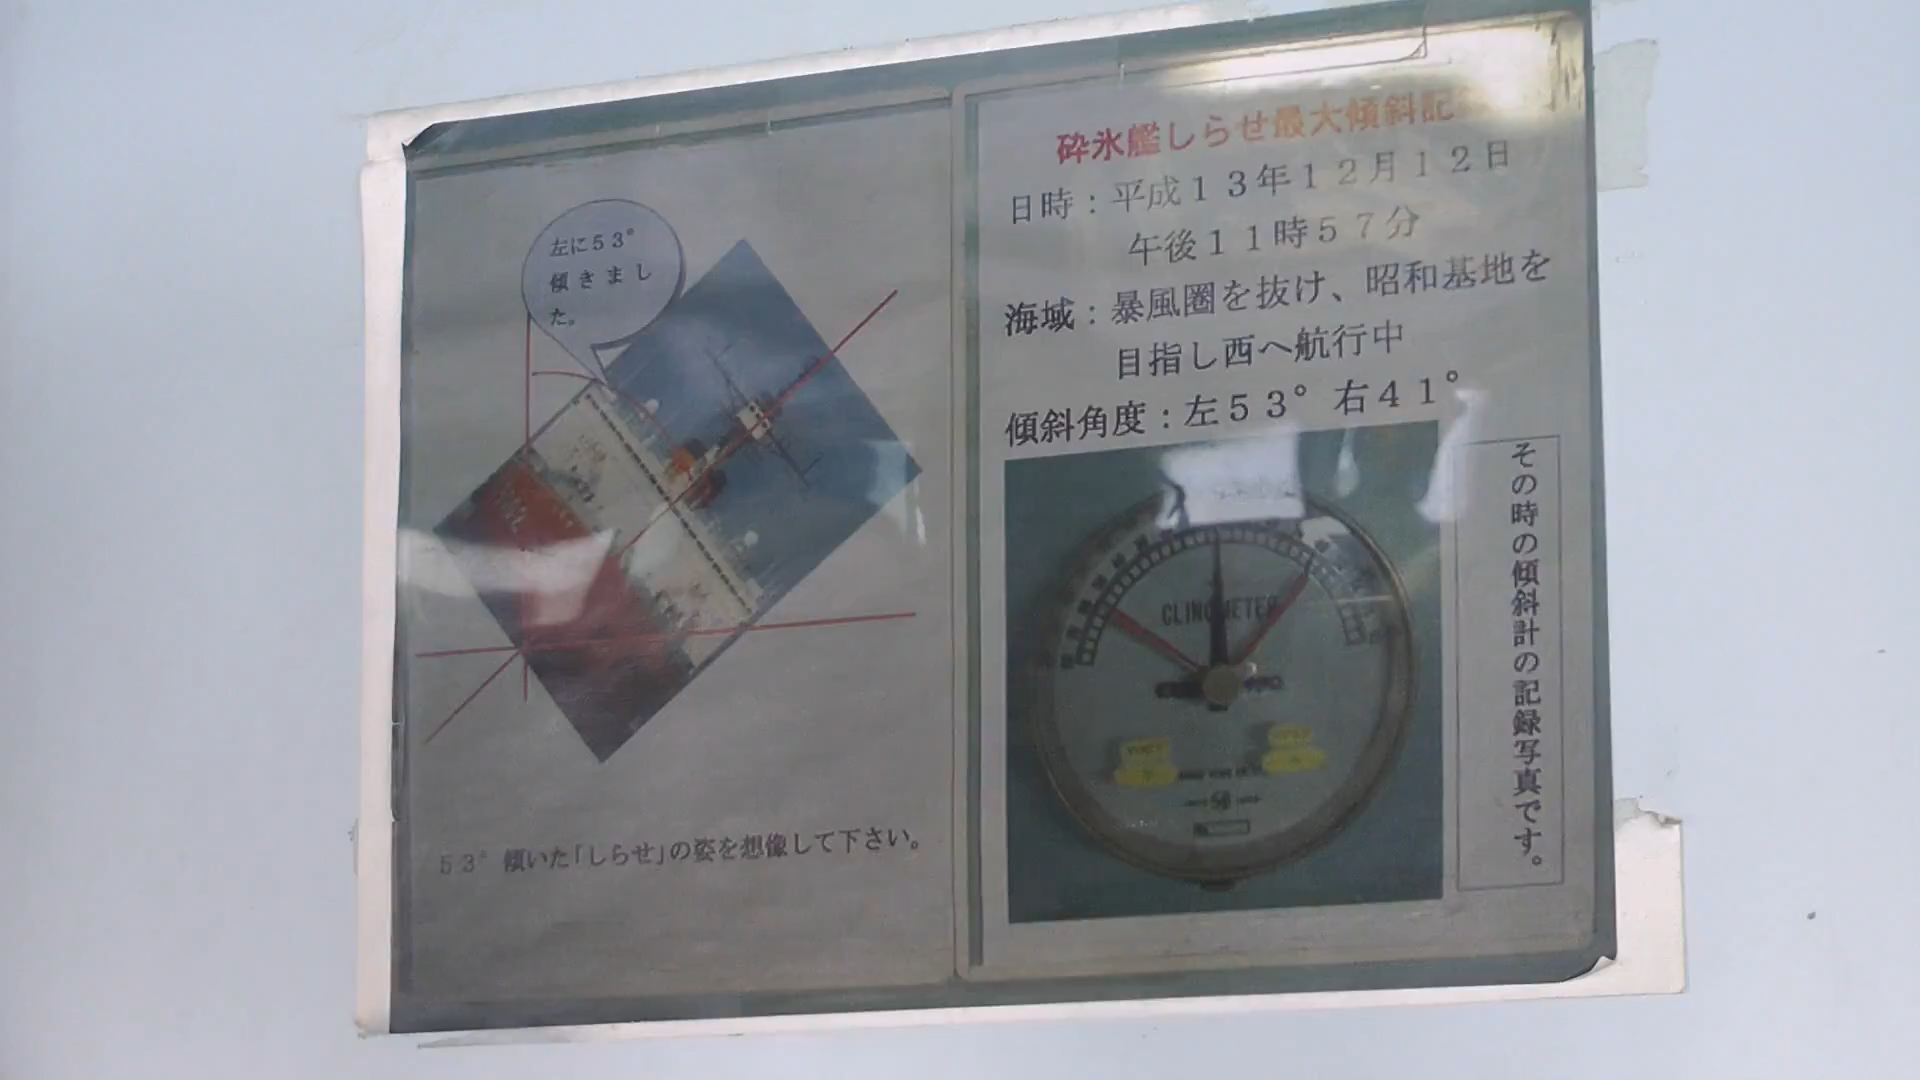 左に53°
傾きまし
た。
53°傾いた「しらせ」の姿を想像して下さい。
砕氷艦しらせ最大傾斜記
日時：平成13年12月12日
午後11時57分
海域：暴風圏を抜け、昭和基地を
目指し西へ航行中
傾斜角度：左53°右41°
CLINOMETER
その時の傾斜計の記録写真です。